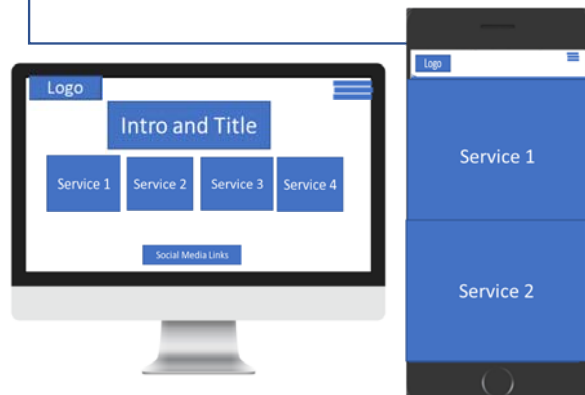 Logo
Intro and Title
Service 1
Service 2
Service 3
Service 4
Social Media Links
Logo
Service 1
Service 2